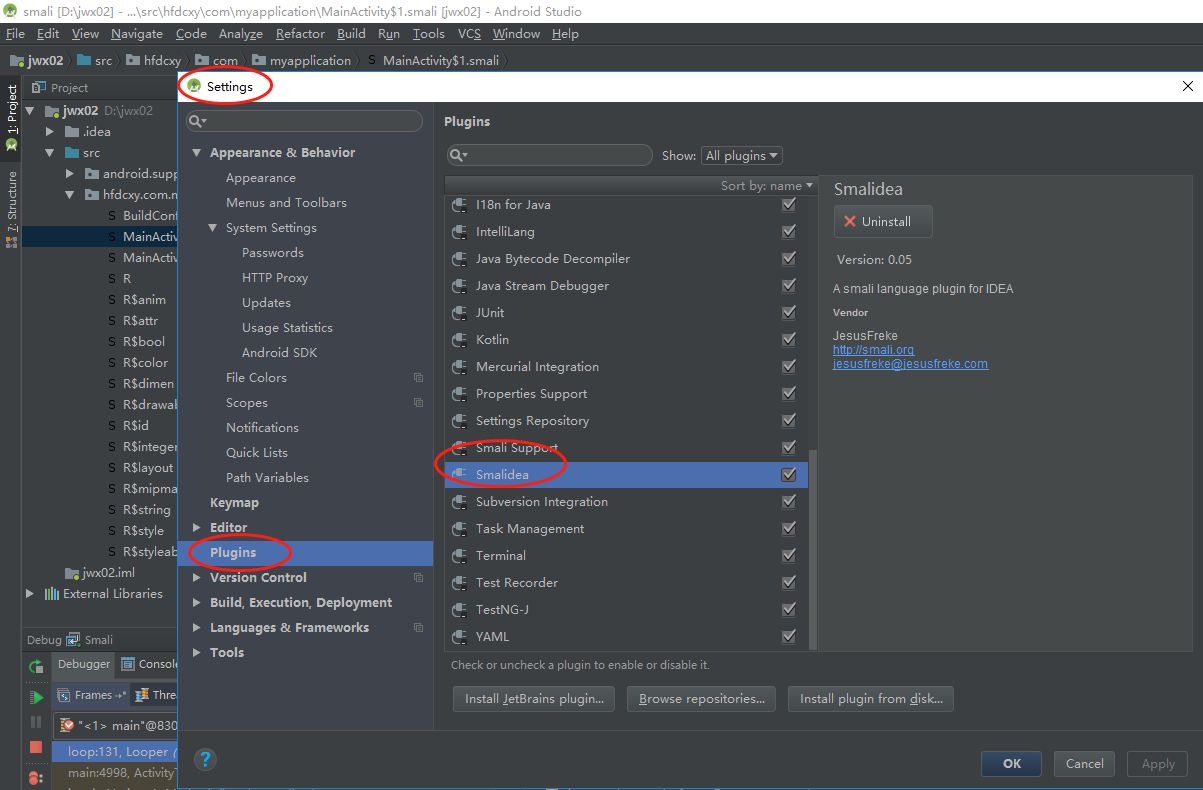 smali [D:\jwx02] - ...\src\hfdcxy\com\myapplication\MainActivity$1.smali [jwx02] - Android Studio
File Edit View Navigate Code Analyze Refactor Build Run Tools VCS Window Help
jwx02 src hfdcxy com myapplication S MainActivity$1.smali
1: Project
Z: Structure
Project
jwx02 D:\jwx02
.idea
src
android.supp
hfdcxy.com.m
S BuildConf
S MainActiv
S MainActiv
S R
S R$anim
S R$attr
S R$bool
S R$color
S R$dimen
S R$drawab
S R$id
S R$integer
S R$layout
S R$mipma
S R$string
S R$style
S R$styleab
jwx02.iml
External Libraries
Debug Smali
Debugger Console
Frames Threa
"<1> main"@830
loop:131, Looper (
main:4998, ActivityT
Settings
Appearance & Behavior
Appearance
Menus and Toolbars
System Settings
Passwords
HTTP Proxy
Updates
Usage Statistics
Android SDK
File Colors
Scopes
Notifications
Quick Lists
Path Variables
Keymap
Editor
Plugins
Version Control
Build, Execution, Deployment
Languages & Frameworks
Tools
Plugins
Show: All plugins
Sort by: name
I18n for Java
IntelliLang
Java Bytecode Decompiler
Java Stream Debugger
JUnit
Kotlin
Mercurial Integration
Properties Support
Settings Repository
Smali Support
Smalidea
Subversion Integration
Task Management
Terminal
Test Recorder
TestNG-J
YAML
Check or uncheck a plugin to enable or disable it.
Install JetBrains plugin... Browse repositories... Install plugin from disk...
Smalidea
Uninstall
Version: 0.05
A smali language plugin for IDEA
Vendor
JesusFreke
http://smali.org
jesusfreke@jesusfreke.com
?
OK Cancel Apply